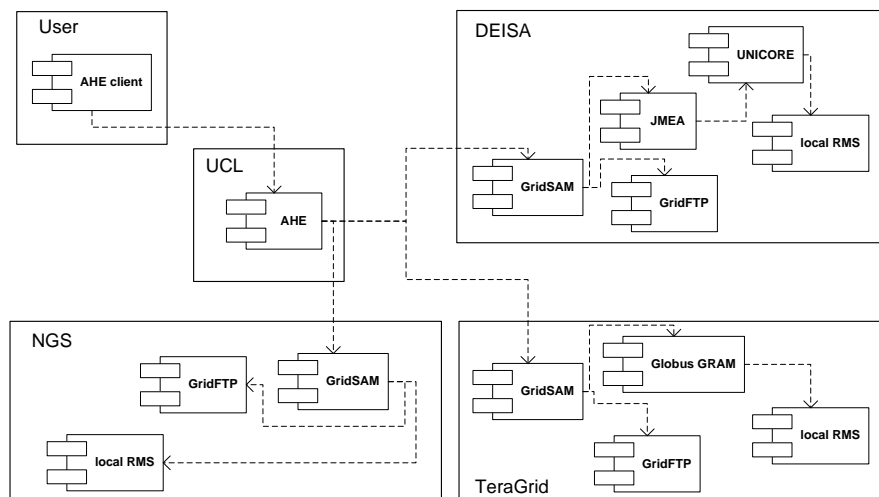 User
AHE client
UCL
AHE
DEISA
UNICORE
JMEA
local RMS
GridSAM
GridFTP
NGS
GridFTP
GridSAM
local RMS
Globus GRAM
GridSAM
local RMS
GridFTP
TeraGrid